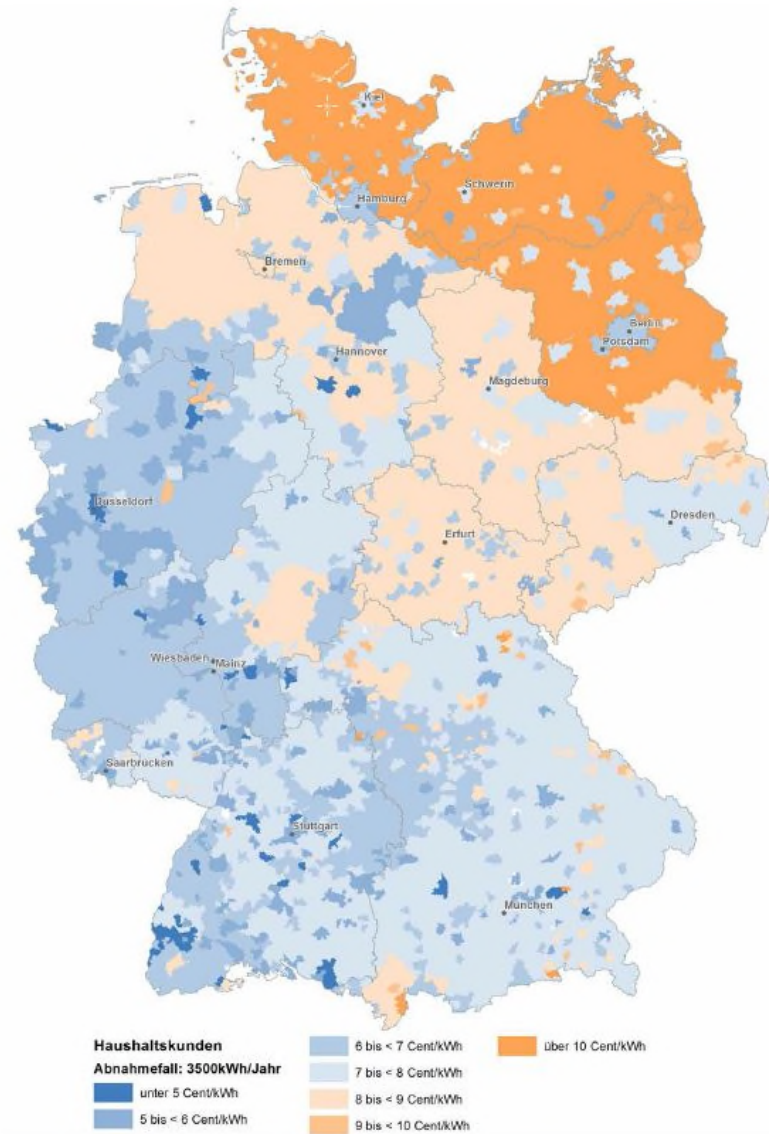 Kiel
Schwerin
Hamburg
Bremen
Berlin
Potsdam
Hannover
Magdeburg
Düsseldorf
Dresden
Erfurt
Wiesbaden
Mainz
Saarbrücken
Stuttgart
München
Haushaltskunden
Abnahmefall: 3500kWh/Jahr
unter 5 Cent/kWh
5 bis < 6 Cent/kWh
6 bis < 7 Cent/kWh
7 bis < 8 Cent/kWh
8 bis < 9 Cent/kWh
9 bis < 10 Cent/kWh
über 10 Cent/kWh